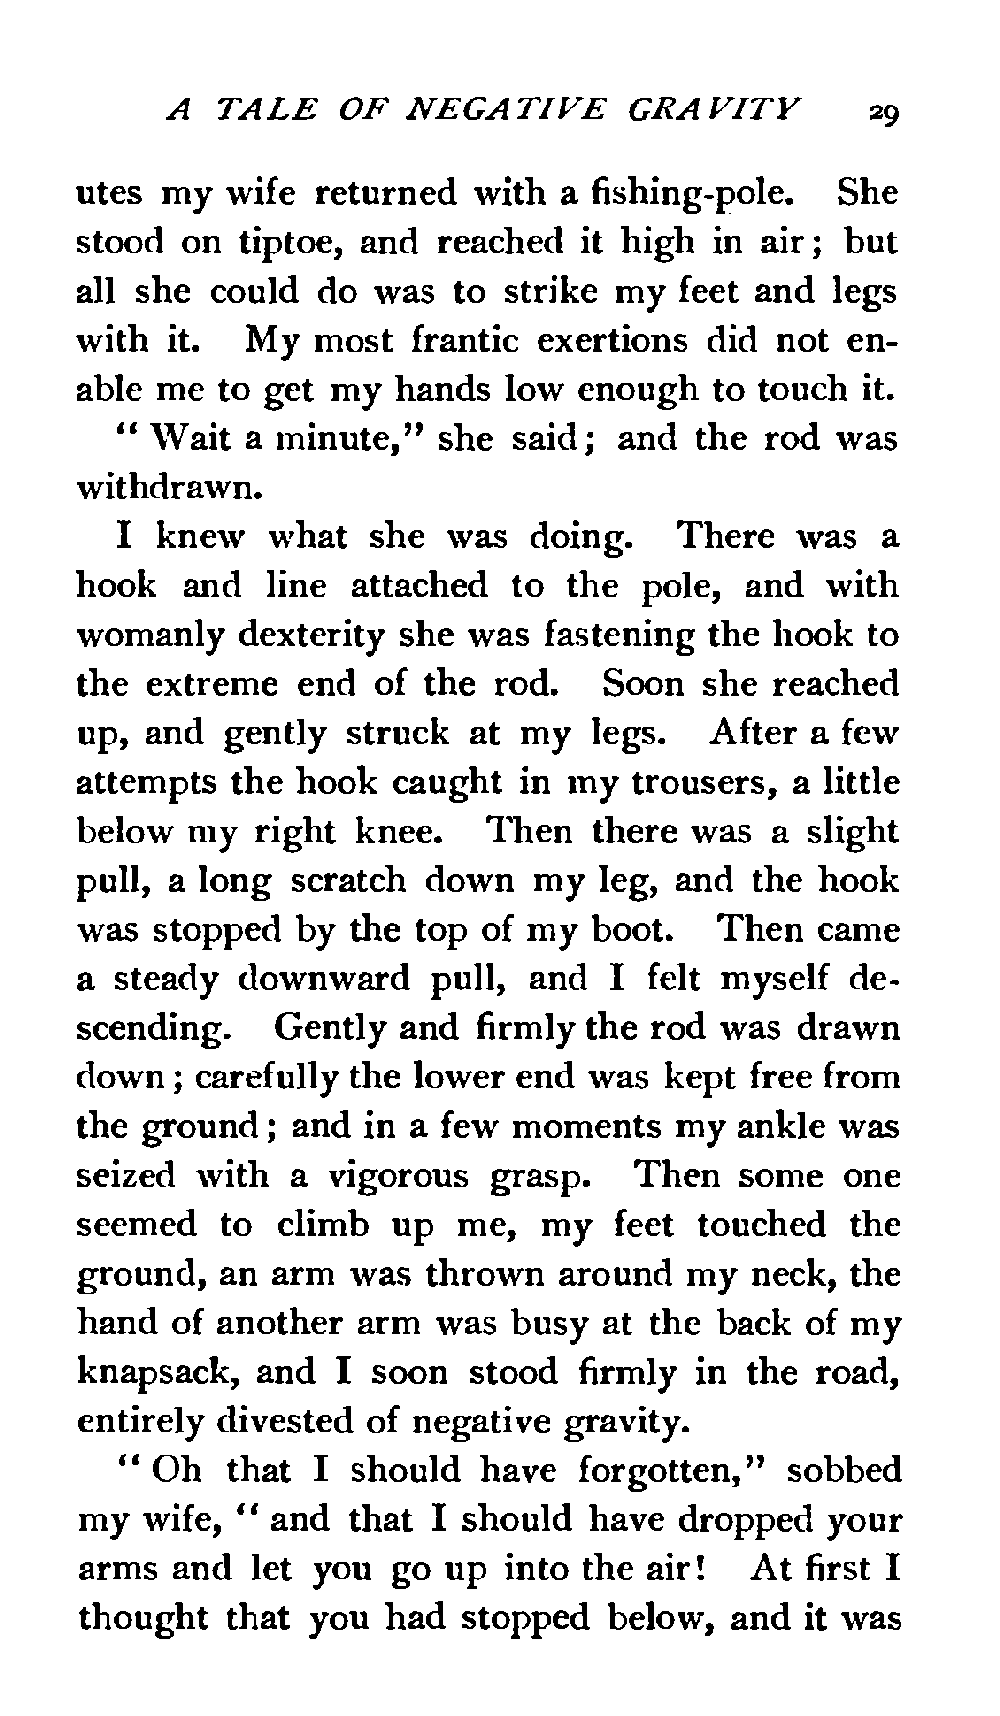 A TALE OF NEGATIVE GRAVITY 29
utes my wife returned with a fishing-pole. She
stood on tiptoe, and reached it high in air; but
all she could do was to strike my feet and legs
with it. My most frantic exertions did not en-
able me to get my hands low enough to touch it.
“Wait a minute,” she said; and the rod was
withdrawn.
I knew what she was doing. There was a
hook and line attached to the pole, and with
womanly dexterity she was fastening the hook to
the extreme end of the rod. Soon she reached
up, and gently struck at my legs. After a few
attempts the hook caught in my trousers, a little
below my right knee. Then there was a slight
pull, a long scratch down my leg, and the hook
was stopped by the top of my boot. Then came
a steady downward pull, and I felt myself de-
scending. Gently and firmly the rod was drawn
down; carefully the lower end was kept free from
the ground; and in a few moments my ankle was
seized with a vigorous grasp. Then some one
seemed to climb up me, my feet touched the
ground, an arm was thrown around my neck, the
hand of another arm was busy at the back of my
knapsack, and I soon stood firmly in the road,
entirely divested of negative gravity.
“Oh that I should have forgotten,” sobbed
my wife, “and that I should have dropped your
arms and let you go up into the air! At first I
thought that you had stopped below, and it was